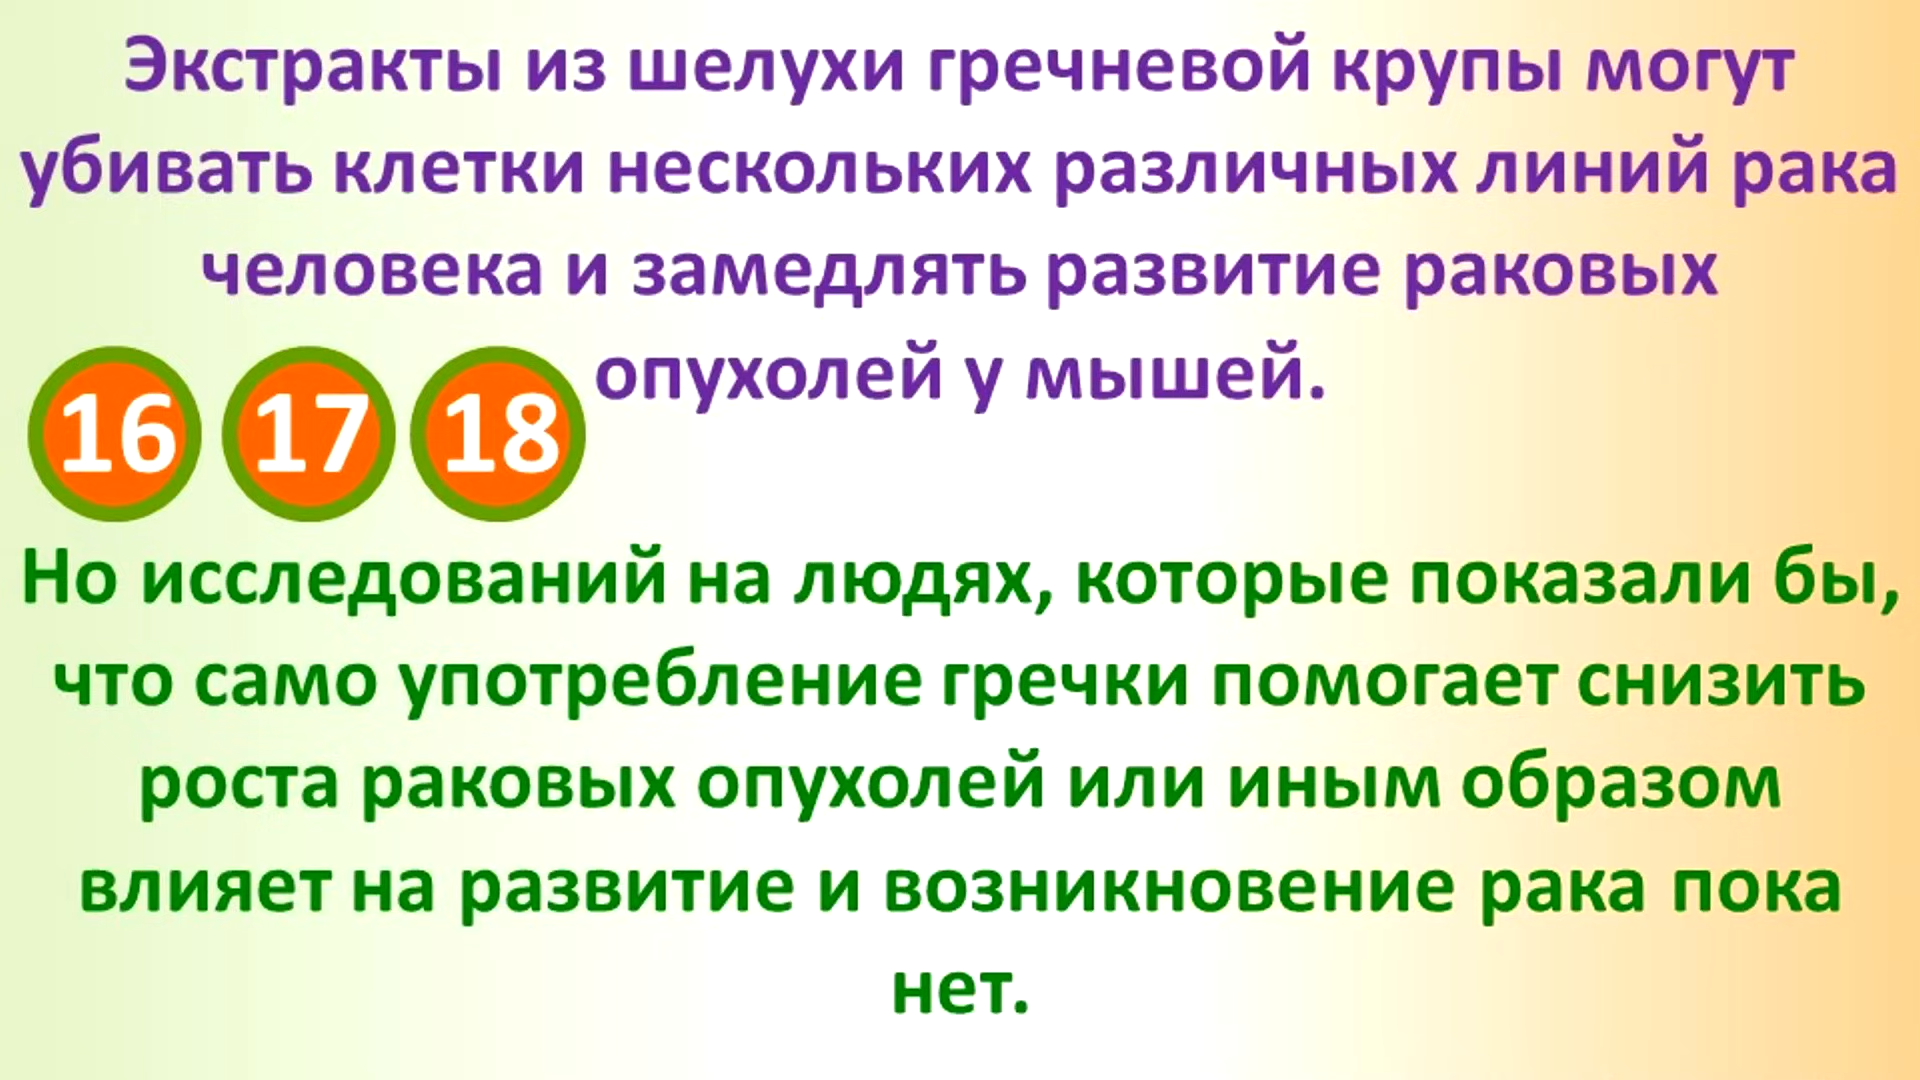 Экстракты из шелухи гречневой крупы могут
убивать клетки нескольких различных линий рака
человека и замедлять развитие раковых
опухолей у мышей.
16 17 18
Но исследований на людях, которые показали бы,
что само употребление гречки помогает снизить
роста раковых опухолей или иным образом
влияет на развитие и возникновение рака пока
нет.